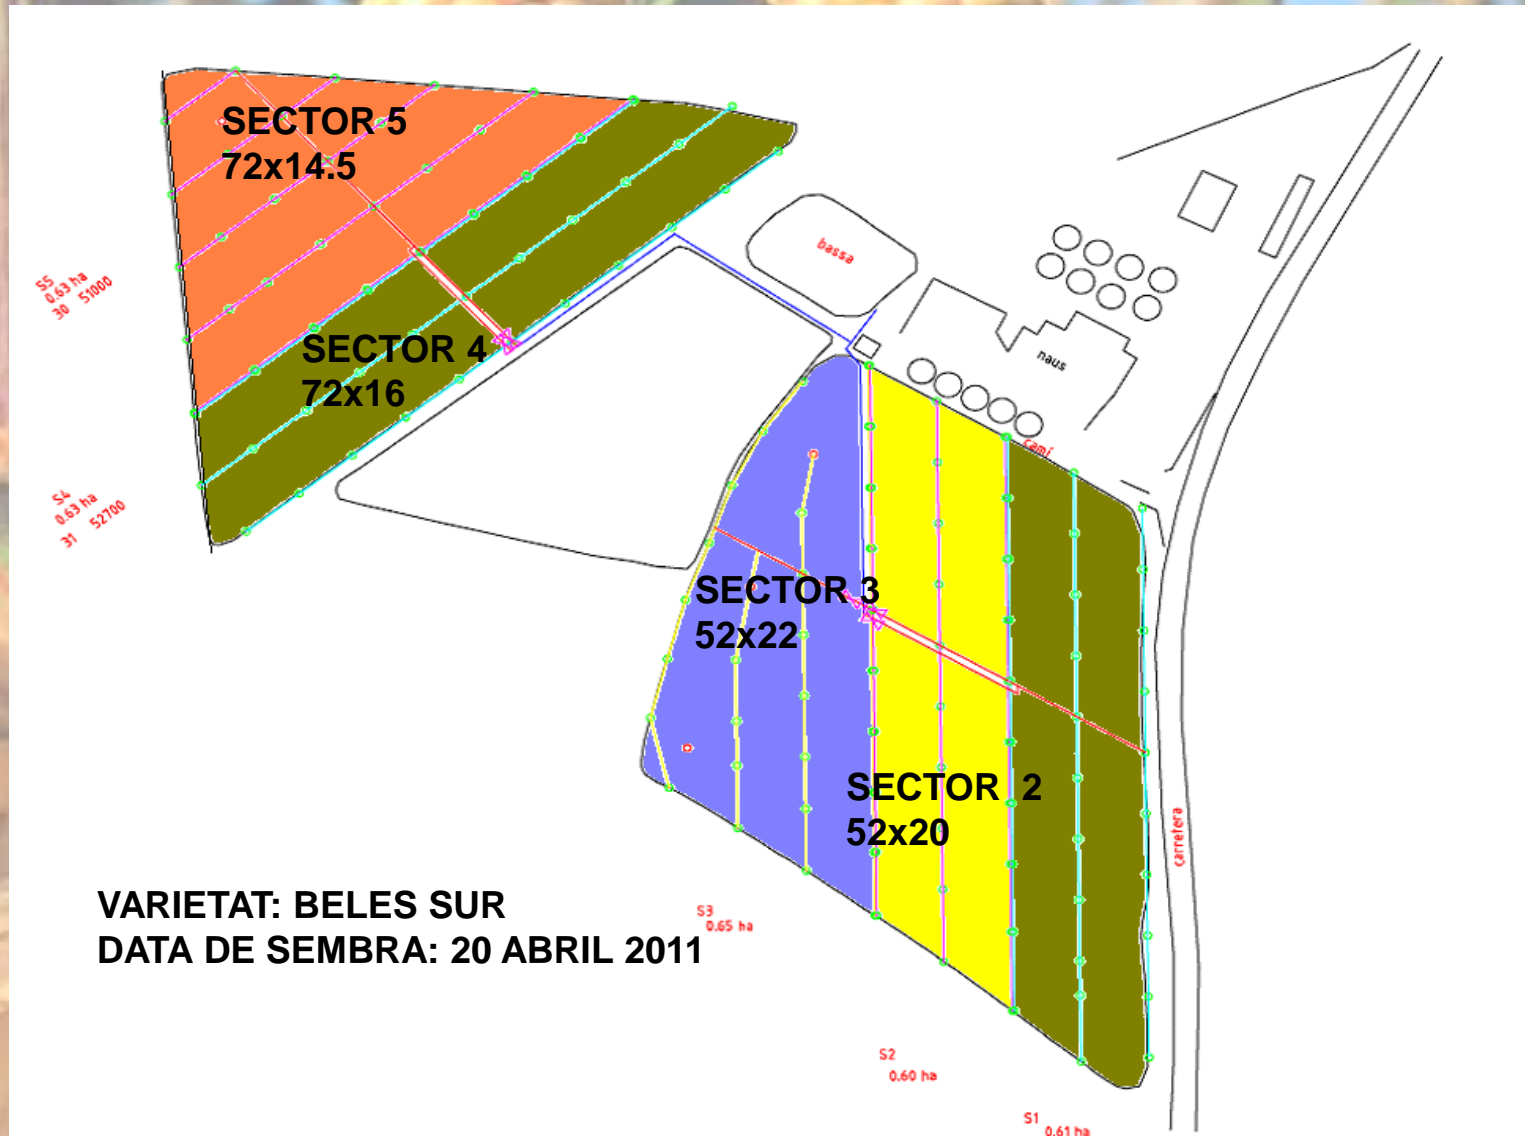 SECTOR 5
72x14.5
bassa
S5
0.63 ha
30 51000
SECTOR 4
72x16
naus
camí
S4
0.63 ha
31 52700
SECTOR 3
52x22
SECTOR 2
52x20
carretera
VARIETAT: BELES SUR
DATA DE SEMBRA: 20 ABRIL 2011
S3
0.65 ha
S2
0.60 ha
S1
0.61 ha